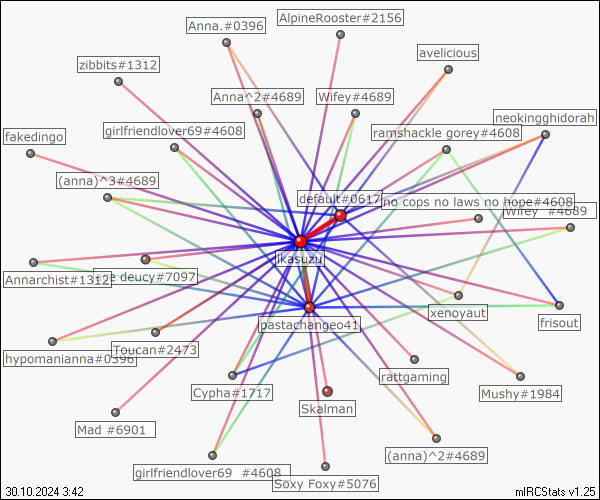 Anna.#0396
AlpineRooster#2156
avelicious
zibbits#1312
Anna^2#4689
Wifey#4689
neokingghidorah
fakedingo
girlfriendlover69#4608
ramshackle gorey#4608
(anna)^3#4689
default#0617
no cops no laws no hope#4608
Wifey #4689
jkasuzu
Annarchist#1312
deucy#7097
pastachangeo41
xenoyaut
frisout
hypomanianna#0396
Toucan#2473
Cypha#1717
rattgaming
Mushy#1984
Skalman
Mad #6901
(anna)^2#4689
girlfriendlover69 #4608
Soxy Foxy#5076
30.10.2024 3:42
mIRCStats v1.25